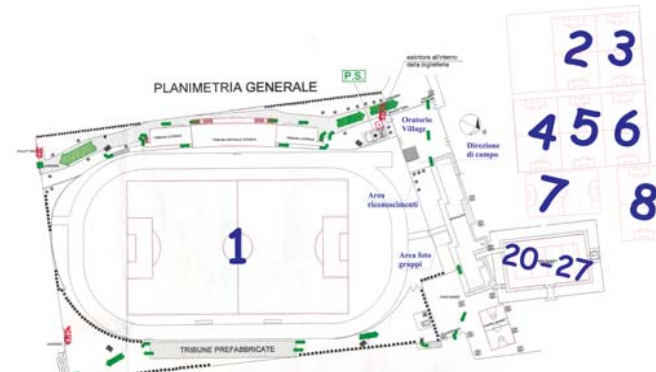 estintore all'interno
della biglietteria
P.S.
PLANIMETRIA GENERALE
Oratorio
Village
Direzione
di campo
Area
riconoscimenti
Area foto
gruppi
TRIBUNE PREFABBRICATE
1
2 3
4 5 6
7 8
20-27